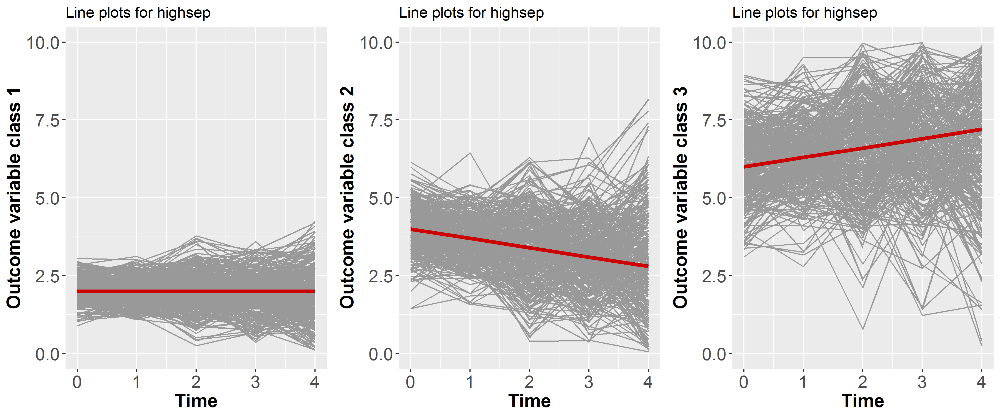 Line plots for highsep
Outcome variable class 1
10.0
7.5
5.0
2.5
0.0
0 1 2 3 4
Time
Line plots for highsep
Outcome variable class 2
10.0
7.5
5.0
2.5
0.0
0 1 2 3 4
Time
Line plots for highsep
Outcome variable class 3
10.0
7.5
5.0
2.5
0.0
0 1 2 3 4
Time